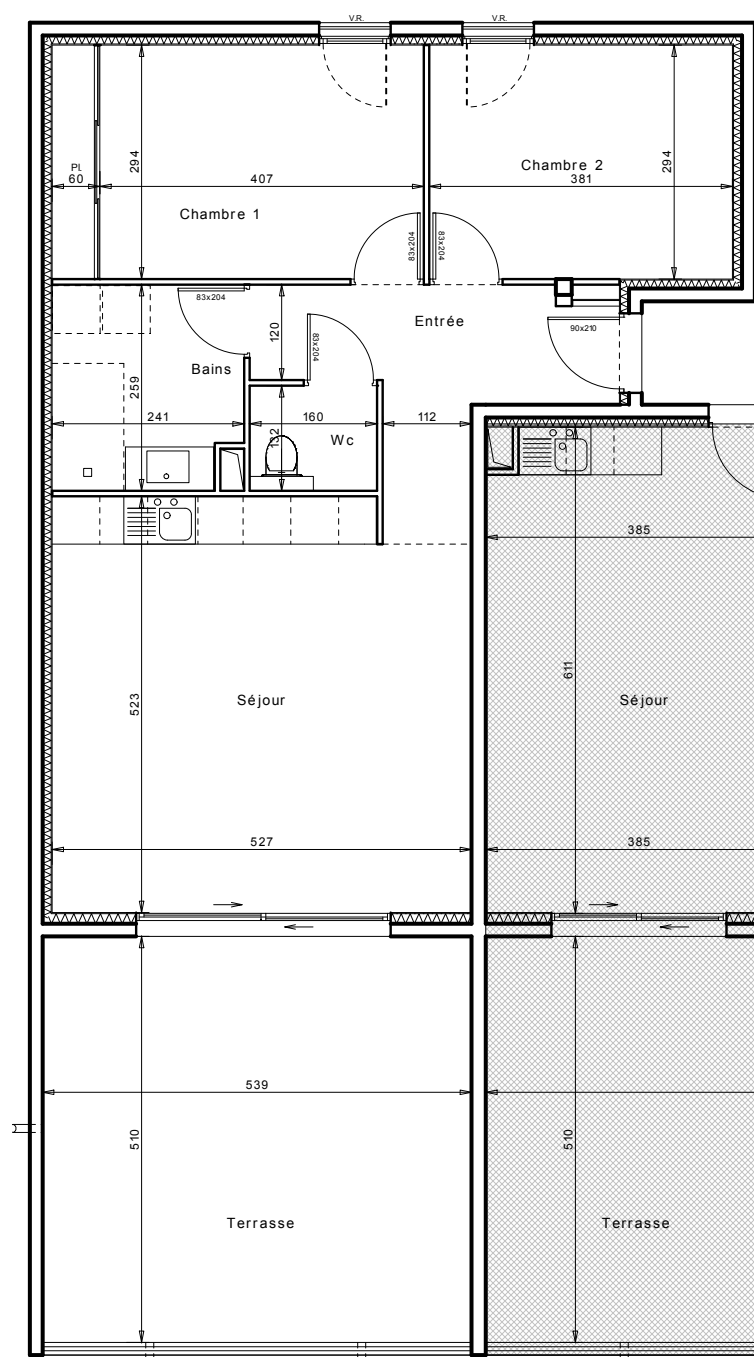 V.R.
V.R.
294
Pl.
60
407
Chambre 1
Chambre 2
381
294
83x204
83x204
83x204
259
Bains
120
83x204
Entrée
90x210
241
160
112
132
Wc
385
523
Séjour
611
Séjour
527
385
539
510
510
Terrasse
Terrasse